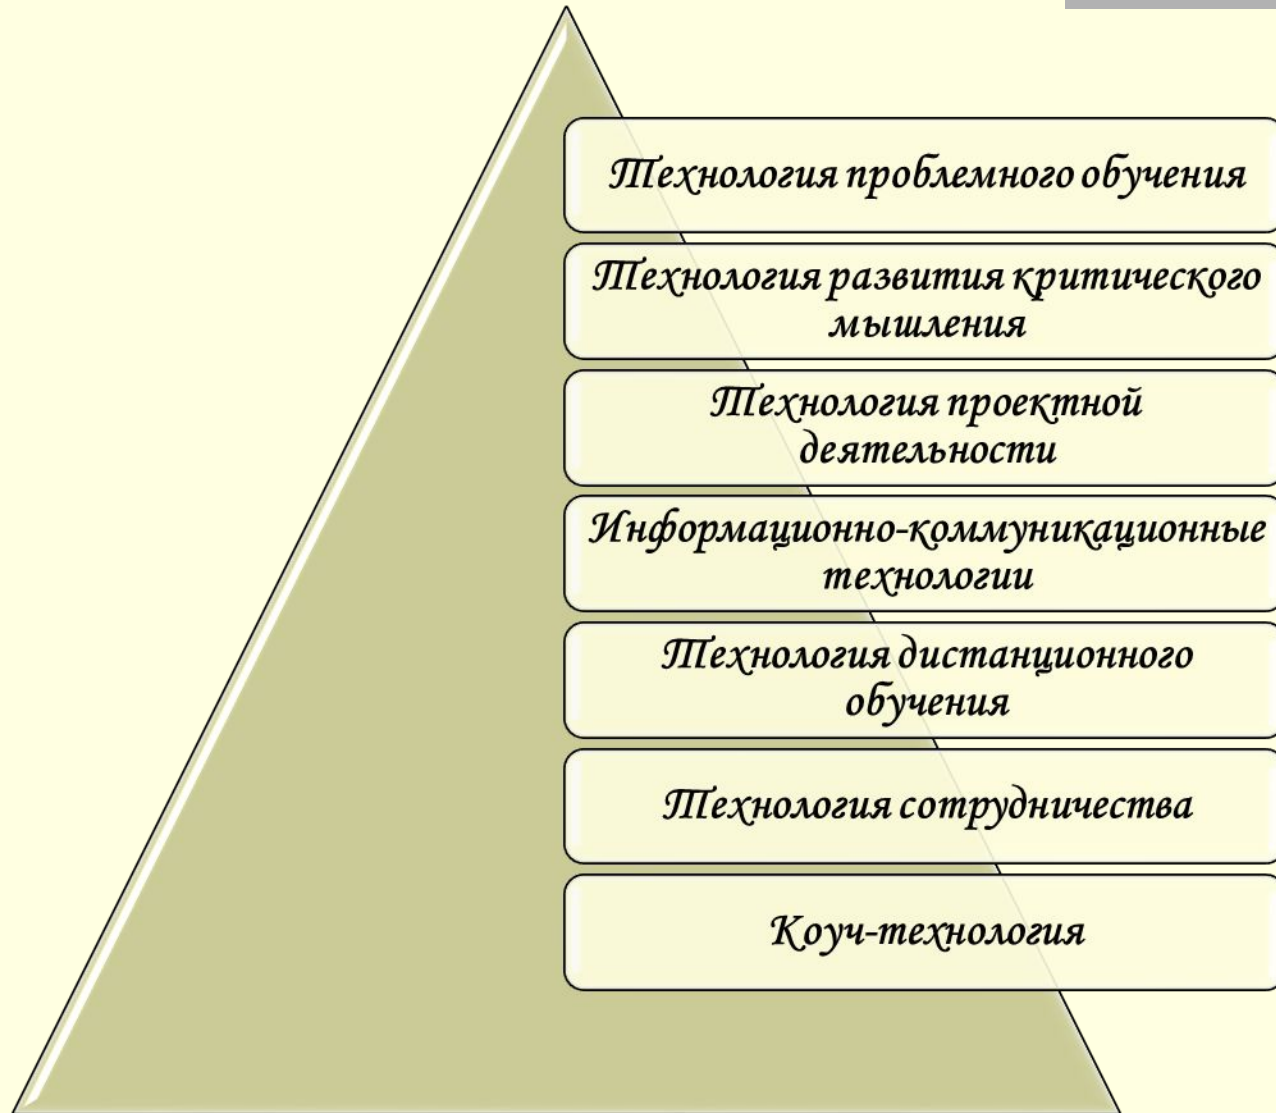 Технология проблемного обучения
Технология развития критического
мышления
Технология проектной
деятельности
Информационно-коммуникационные
технологии
Технология дистанционного
обучения
Технология сотрудничества
Коуч-технология